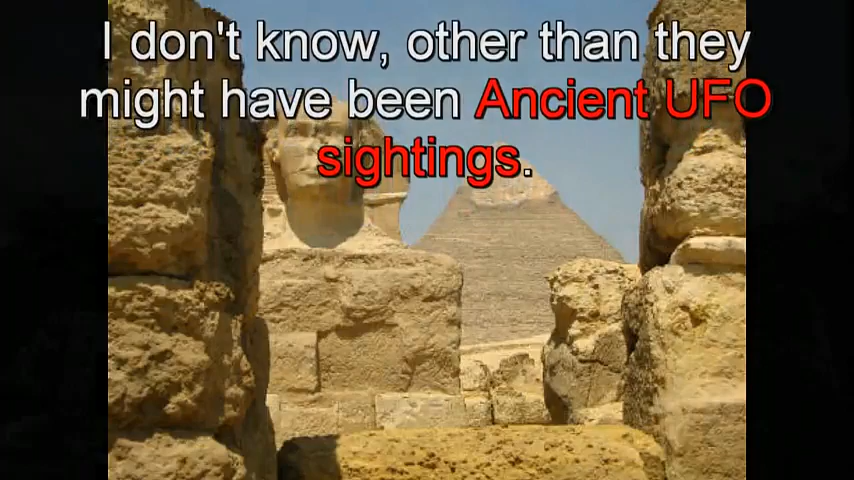 I don't know, other than they
might have been Ancient UFO
sightings.